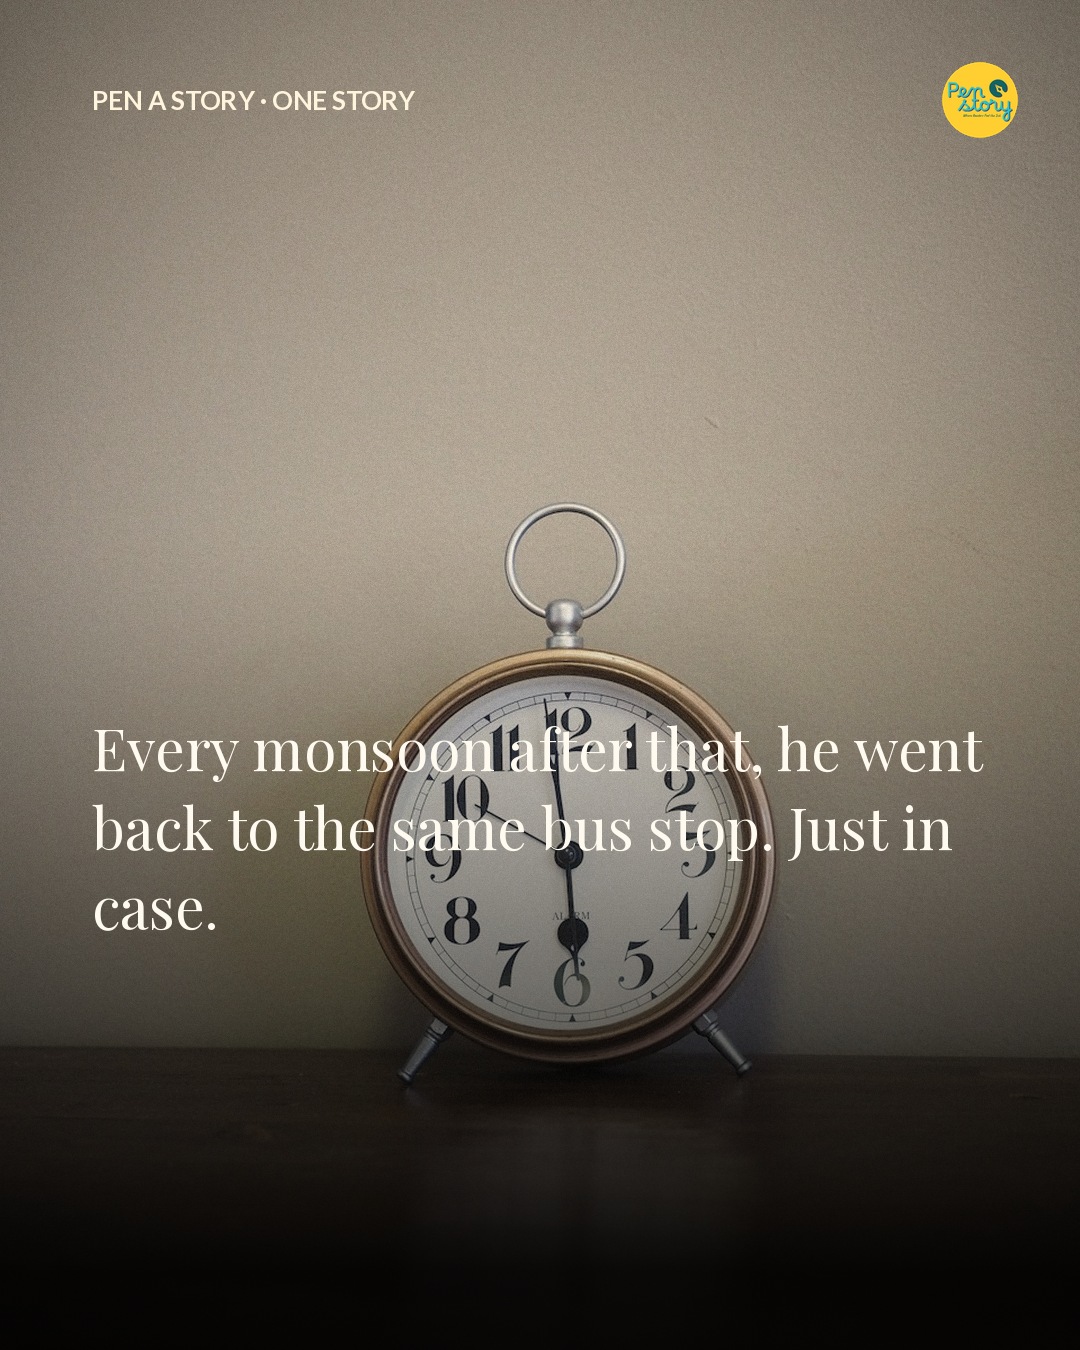 PEN A STORY · ONE STORY
Pen
story
Every monsoon after that, he went
back to the same bus stop. Just in
case.
12
11
1
10
2
9
3
8
4
ALARM
7
5
6